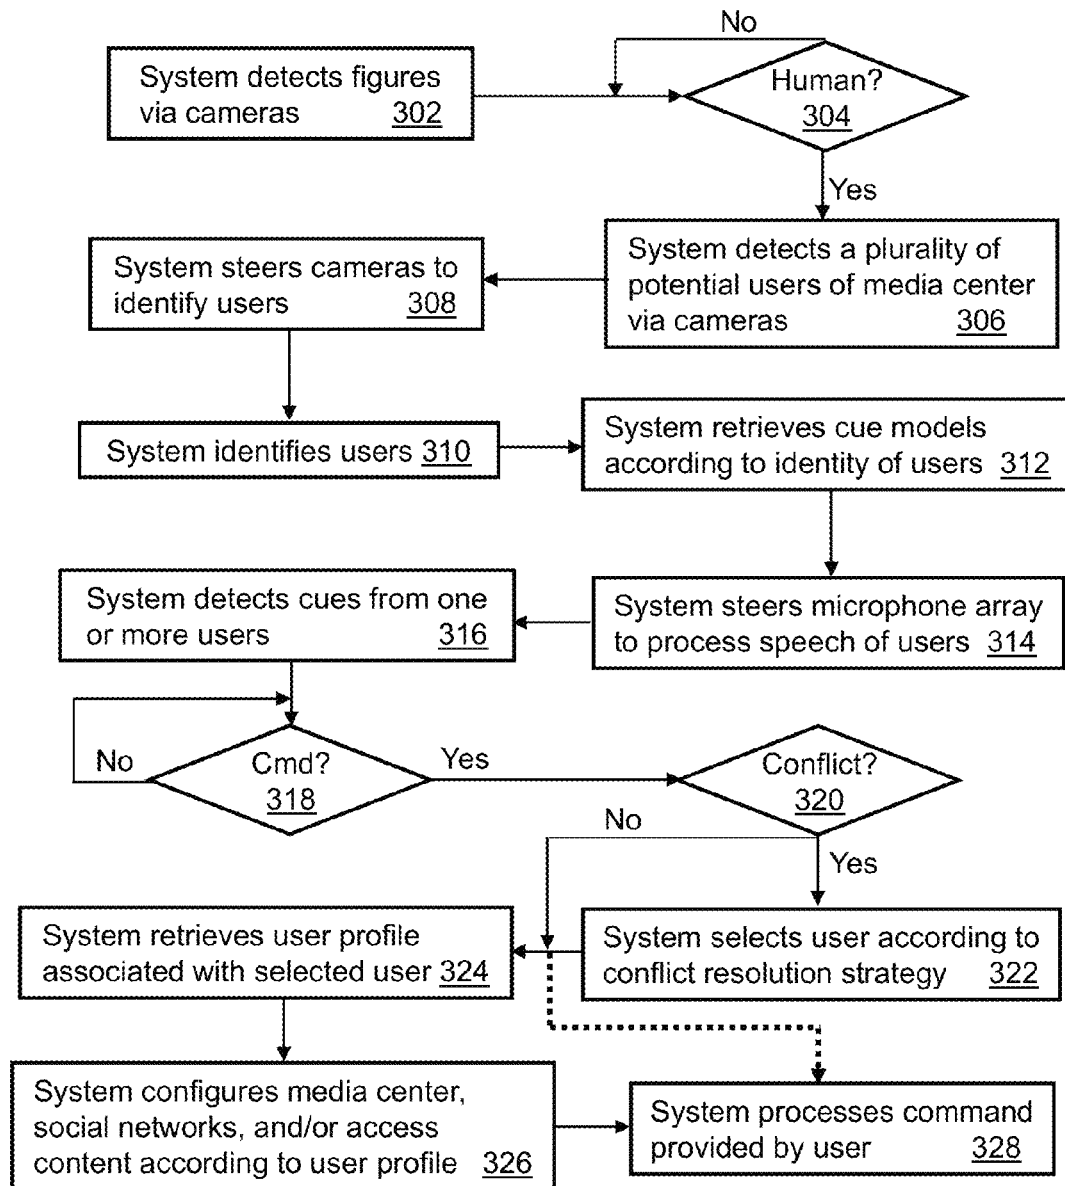 No
System detects figures
via cameras 302
Human?
304
Yes
System steers cameras to
identify users 308
System detects a plurality of
potential users of media center
via cameras 306
System identifies users 310
System retrieves cue models
according to identity of users 312
System detects cues from one
or more users 316
System steers microphone array
to process speech of users 314
No
Cmd?
318
Yes
Conflict?
320
No
Yes
System retrieves user profile
associated with selected user 324
System selects user according to
conflict resolution strategy 322
System configures media center,
social networks, and/or access
content according to user profile 326
System processes command
provided by user 328